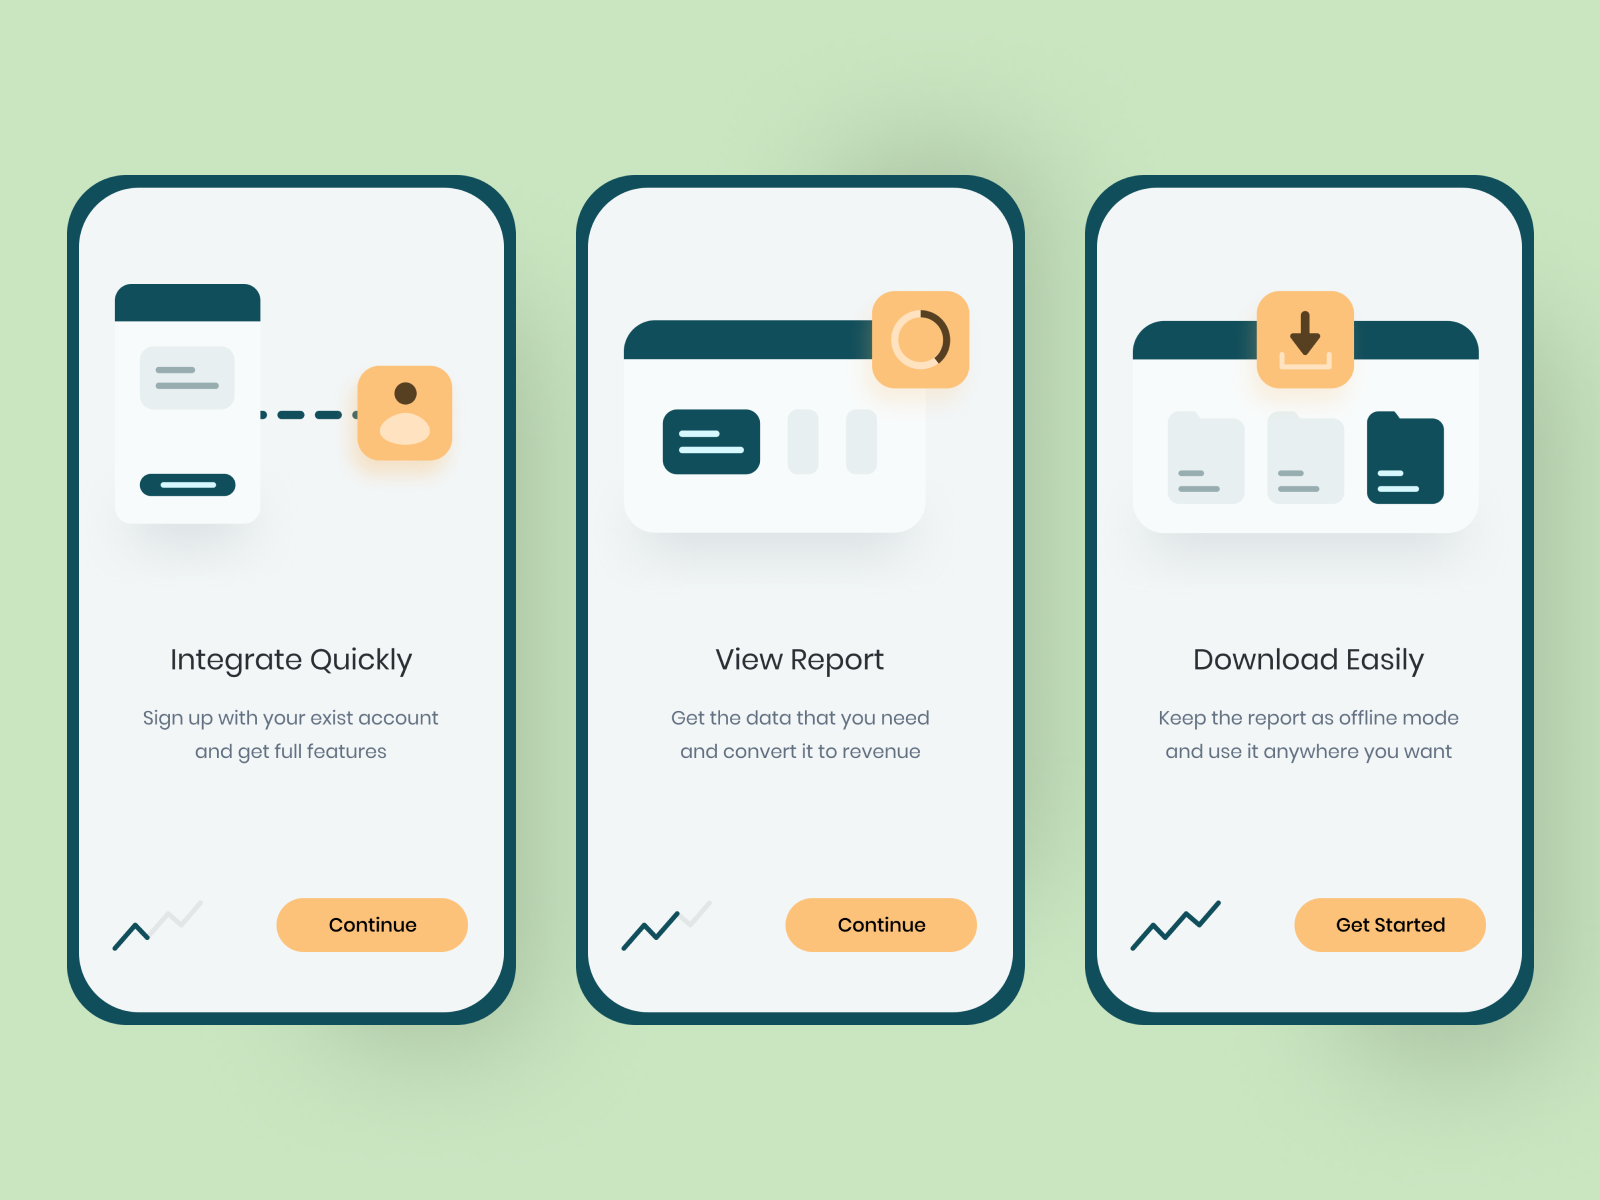 Integrate Quickly
Sign up with your exist account
and get full features
Continue
View Report
Get the data that you need
and convert it to revenue
Continue
Download Easily
Keep the report as offline mode
and use it anywhere you want
Get Started